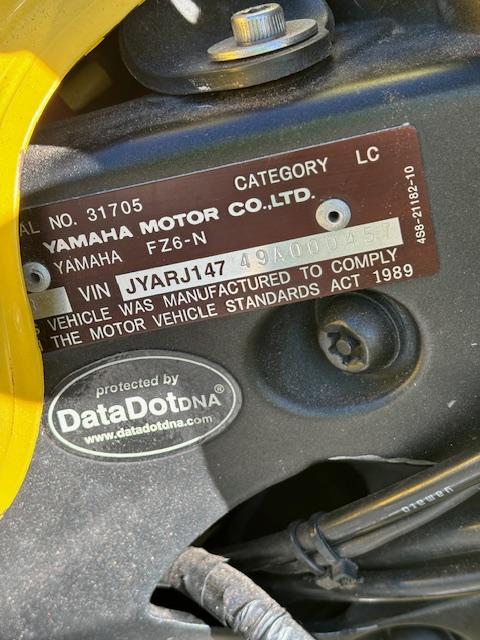 CATEGORY LC
AL NO. 31705
YAMAHA MOTOR CO.,LTD.
YAMAHA FZ6-N
VIN JYARJ147 49A000457
VEHICLE WAS MANUFACTURED TO COMPLY
THE MOTOR VEHICLE STANDARDS ACT 1989
4S8-21182-10
protected by
DataDotDNA®
www.datadotdna.com
YAMAHA